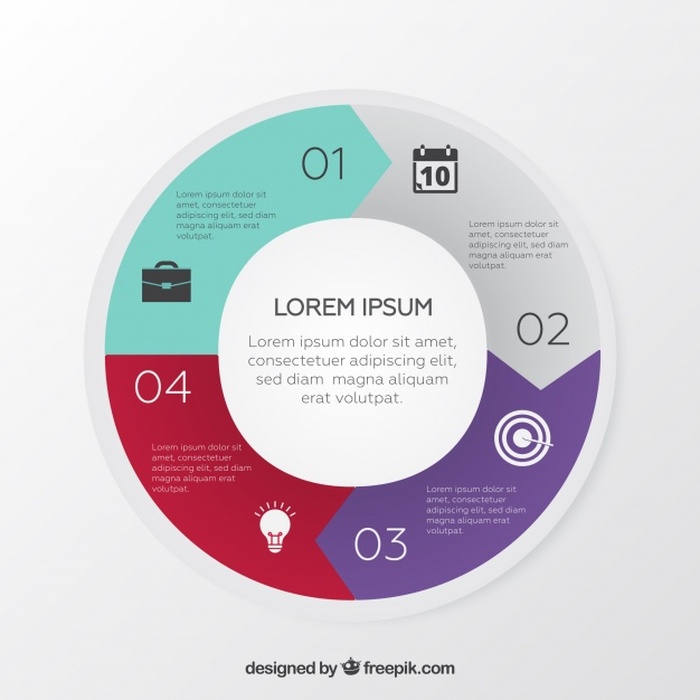 01
Lorem ipsum dolor sit
amet, consectetuer
adipiscing elit, sed
diam magna aliquam
erat volutpat.
10
Lorem ipsum dolor sit
amet, consectetuer
adipiscing elit, sed diam
magna aliquam erat
volutpat.
02
LOREM IPSUM
Lorem ipsum dolor sit amet,
consectetuer adipiscing elit,
sed diam magna aliquam
erat volutpat.
03
Lorem ipsum dolor sit
amet, consectetuer
adipiscing elit, sed diam
magna aliquam erat
volutpat.
04
Lorem ipsum dolor sit
amet, consectetuer
adipiscing elit, sed diam
magna aliquam erat
volutpat.
designed by freepik.com